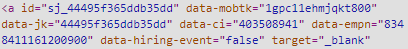 <a id="sj_44495f365ddb35dd" data-mobtk="1gpc11ehmjqkt800"
data-jk="44495f365ddb35dd" data-ci="403508941" data-empn="834
8411161200900" data-hiring-event="false" target="_blank"